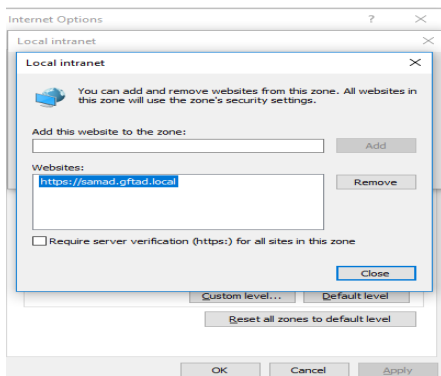 Internet Options
Local intranet
Local intranet
You can add and remove websites from this zone. All websites in
this zone will use the zone's security settings.
Add this website to the zone:
Add
Websites:
https://samad.gftad.local
Remove
Require server verification (https:) for all sites in this zone
Close
Custom level...
Default level
Reset all zones to default level
OK
Cancel
Apply